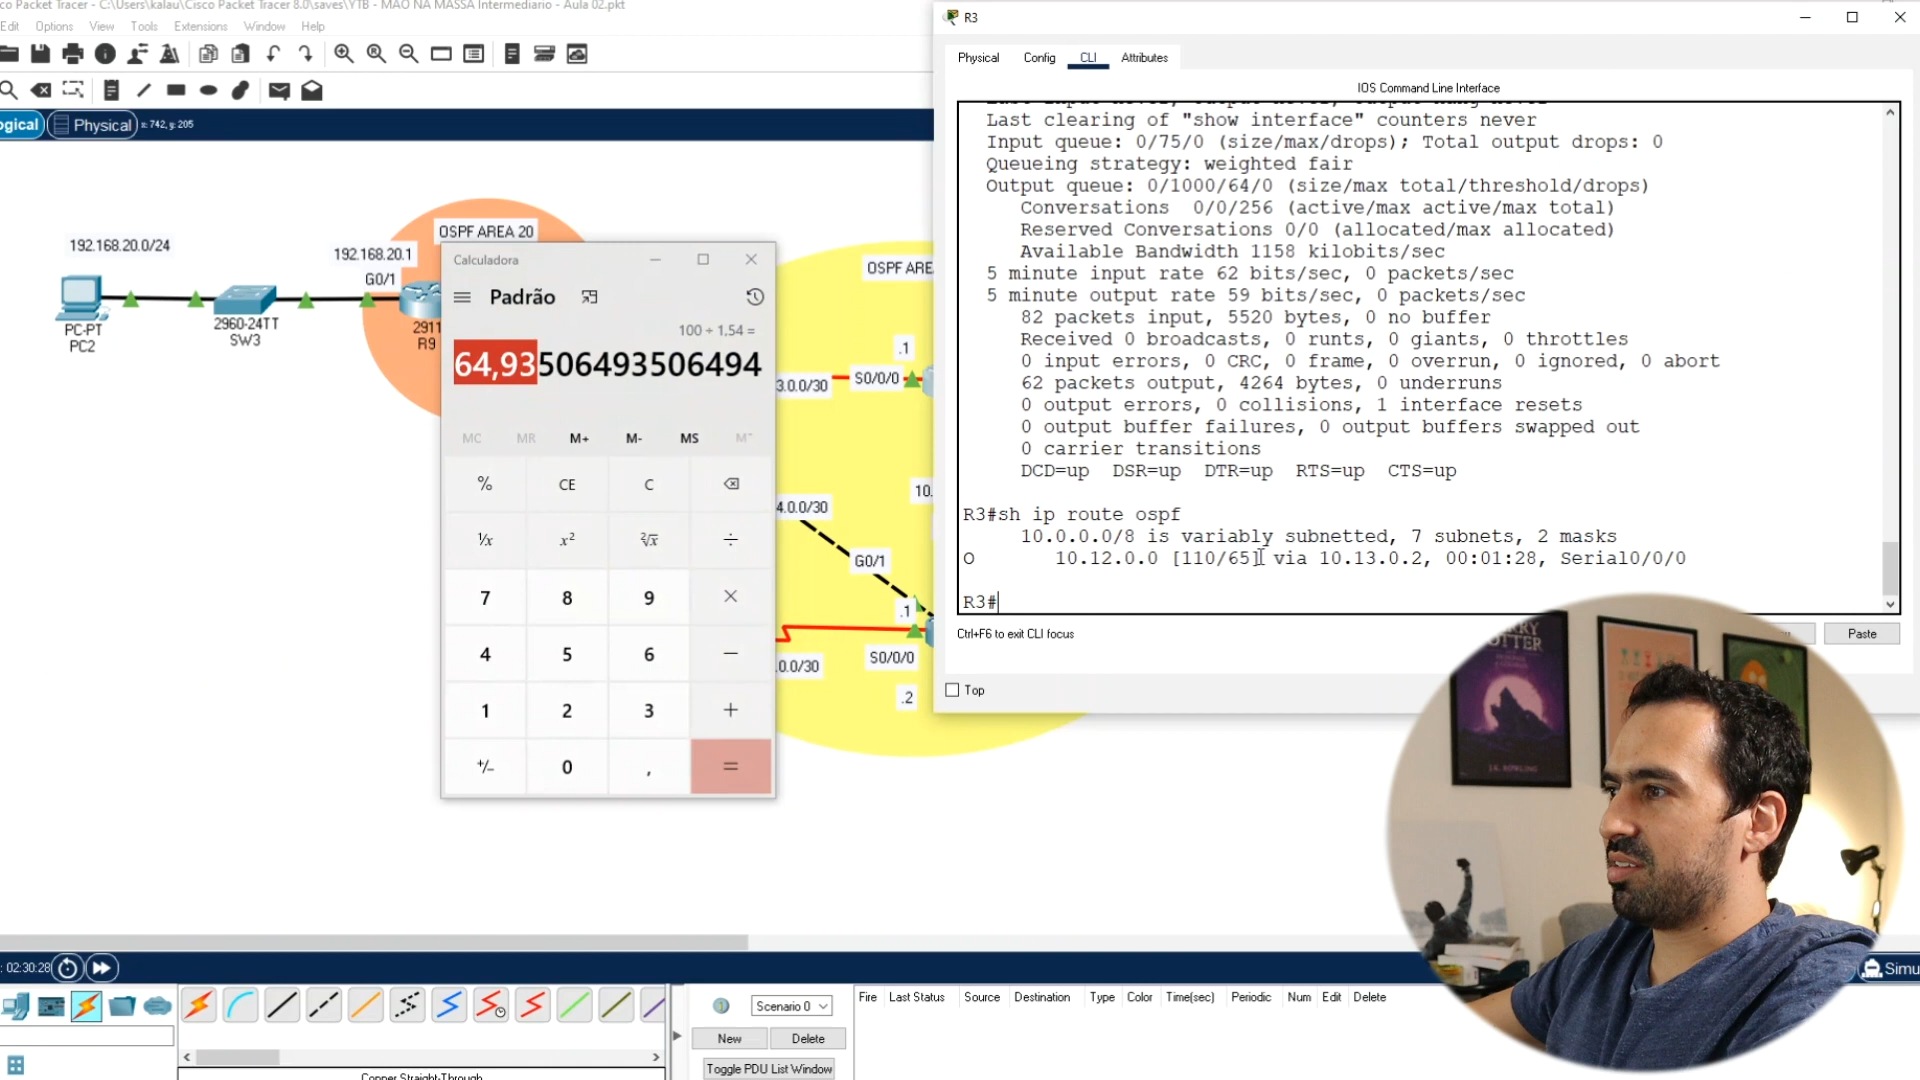 co Packet Tracer - C:\Users\kalau\Cisco Packet Tracer 8.0\saves\YTB - MAO NA MASSA Intermediario - Aula 02.pkt
Edit Options View Tools Extensions Window Help
ogical Physical x: 742, y: 205
192.168.20.0/24
PC-PT
PC2
2960-24TT
SW3
192.168.20.1
G0/1
OSPF AREA 20
2911
R9
Calculadora
Padrão
100 ÷ 1,54 =
64,93506493506494
MC MR M+ M- MS M˅
% CE C
¹/x x² ²√x ÷
7 8 9 ×
4 5 6 −
1 2 3 +
+/− 0 , =
OSPF ARE
.1
3.0.0/30
S0/0/0
10.
4.0.0/30
G0/1
.1
.0.0/30
S0/0/0
.2
R3
Physical Config CLI Attributes
IOS Command Line Interface
Last input never, output never, output hang never
Last clearing of "show interface" counters never
Input queue: 0/75/0 (size/max/drops); Total output drops: 0
Queueing strategy: weighted fair
Output queue: 0/1000/64/0 (size/max total/threshold/drops)
Conversations 0/0/256 (active/max active/max total)
Reserved Conversations 0/0 (allocated/max allocated)
Available Bandwidth 1158 kilobits/sec
5 minute input rate 62 bits/sec, 0 packets/sec
5 minute output rate 59 bits/sec, 0 packets/sec
82 packets input, 5520 bytes, 0 no buffer
Received 0 broadcasts, 0 runts, 0 giants, 0 throttles
0 input errors, 0 CRC, 0 frame, 0 overrun, 0 ignored, 0 abort
62 packets output, 4264 bytes, 0 underruns
0 output errors, 0 collisions, 1 interface resets
0 output buffer failures, 0 output buffers swapped out
0 carrier transitions
DCD=up DSR=up DTR=up RTS=up CTS=up
R3#sh ip route ospf
10.0.0.0/8 is variably subnetted, 7 subnets, 2 masks
O 10.12.0.0 [110/65] via 10.13.0.2, 00:01:28, Serial0/0/0
R3#
Ctrl+F6 to exit CLI focus
Paste
Top
RRY
OTTER
J.K. ROWLING
: 02:30:28
Simu
Scenario 0
New Delete
Toggle PDU List Window
Fire Last Status Source Destination Type Color Time(sec) Periodic Num Edit Delete
Copper Straight-Through